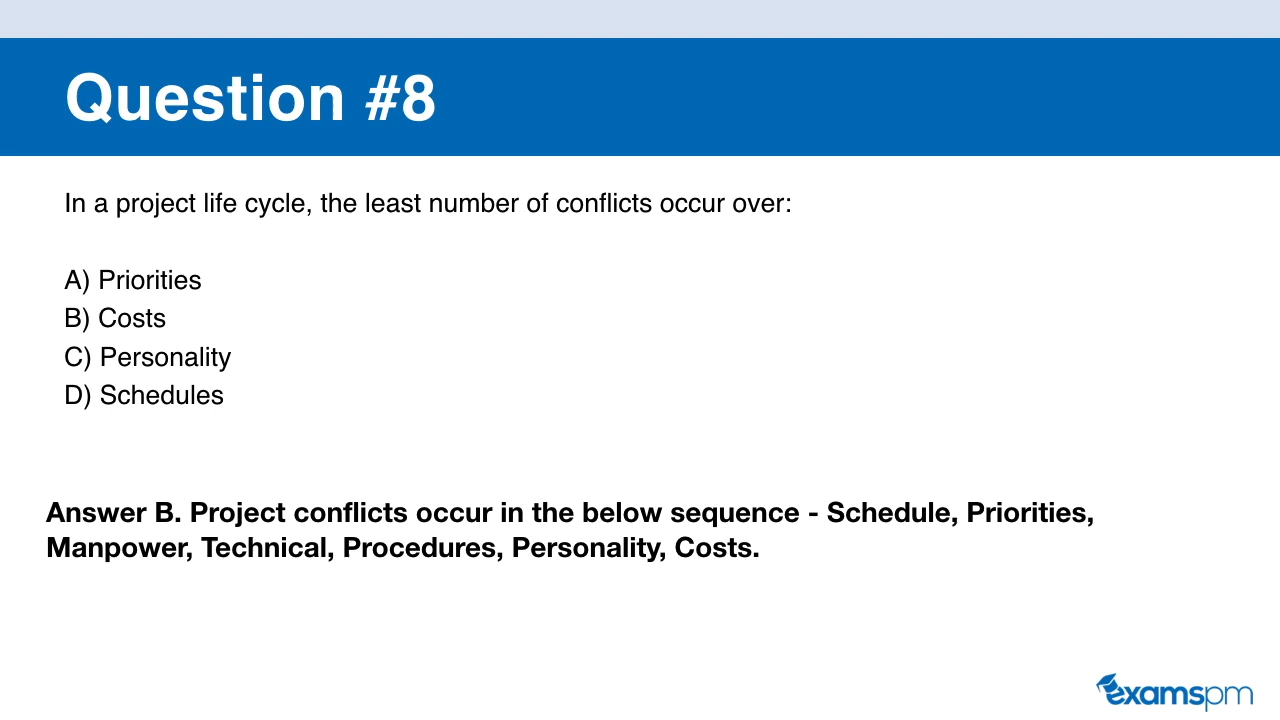 Question #8
In a project life cycle, the least number of conflicts occur over:
A) Priorities
B) Costs
C) Personality
D) Schedules
Answer B. Project conflicts occur in the below sequence - Schedule, Priorities,
Manpower, Technical, Procedures, Personality, Costs.
examspm